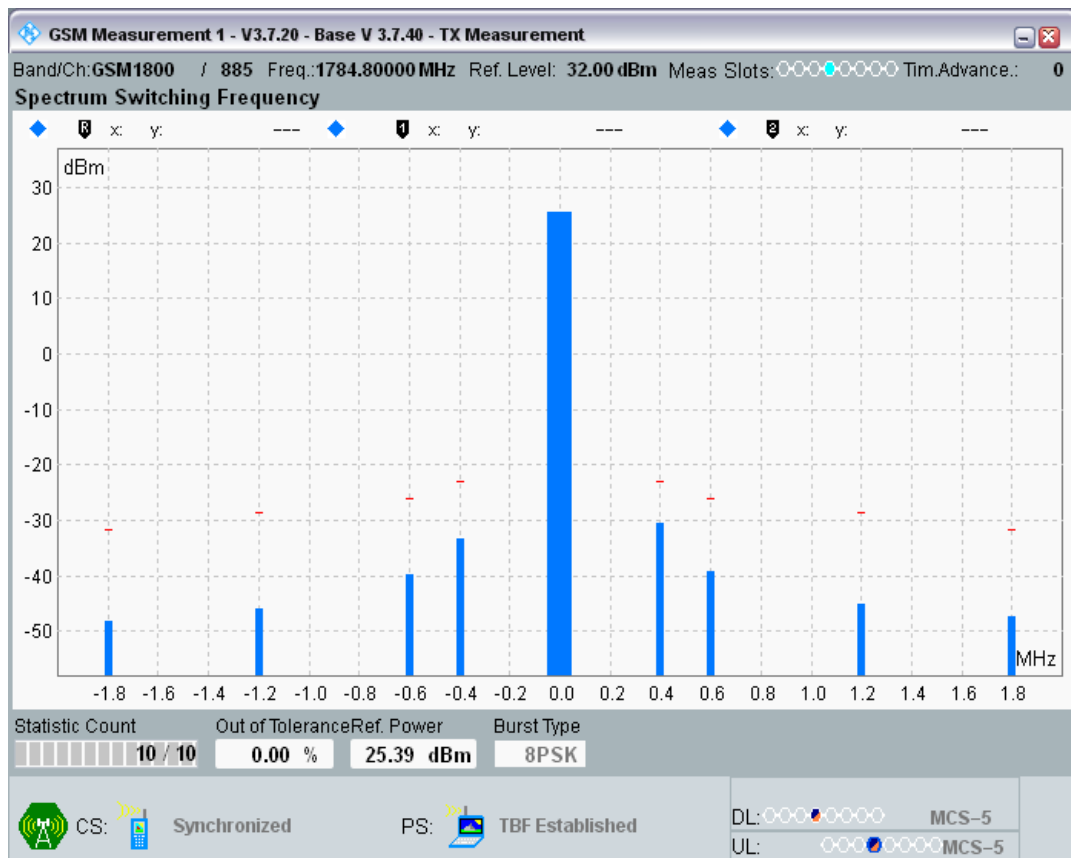 GSM Measurement 1 - V3.7.20 - Base V 3.7.40 - TX Measurement
Band/Ch:GSM1800 / 885 Freq.:1784.80000 MHz Ref. Level: 32.00 dBm Meas Slots: Tim.Advance.: 0
Spectrum Switching Frequency
R x: y: --- 1 x: y: --- 2 x: y: ---
dBm
30
20
10
0
-10
-20
-30
-40
-50
MHz
-1.8 -1.6 -1.4 -1.2 -1.0 -0.8 -0.6 -0.4 -0.2 0.0 0.2 0.4 0.6 0.8 1.0 1.2 1.4 1.6 1.8
Statistic Count Out of Tolerance Ref. Power Burst Type
10 / 10 0.00 % 25.39 dBm 8PSK
CS: Synchronized PS: TBF Established
DL: MCS-5
UL: MCS-5